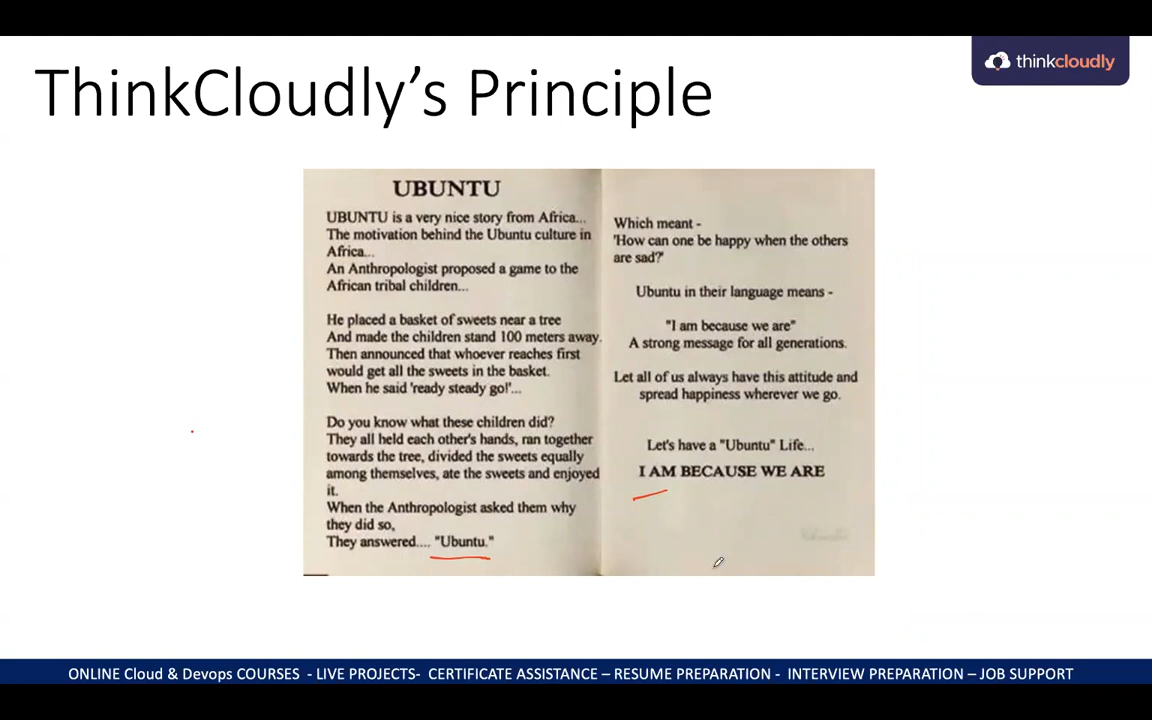 ThinkCloudly's Principle
thinkcloudly
UBUNTU
UBUNTU is a very nice story from Africa...
The motivation behind the Ubuntu culture in
Africa...
An Anthropologist proposed a game to the
African tribal children...
He placed a basket of sweets near a tree
And made the children stand 100 meters away.
Then announced that whoever reaches first
would get all the sweets in the basket.
When he said 'ready steady go!'...
Do you know what these children did?
They all held each other's hands, ran together
towards the tree, divided the sweets equally
among themselves, ate the sweets and enjoyed
it.
When the Anthropologist asked them why
they did so,
They answered.... "Ubuntu."
Which meant -
'How can one be happy when the others
are sad?'
Ubuntu in their language means -
"I am because we are"
A strong message for all generations.
Let all of us always have this attitude and
spread happiness wherever we go.
Let's have a "Ubuntu" Life...
I AM BECAUSE WE ARE
ONLINE Cloud & Devops COURSES - LIVE PROJECTS- CERTIFICATE ASSISTANCE – RESUME PREPARATION - INTERVIEW PREPARATION – JOB SUPPORT